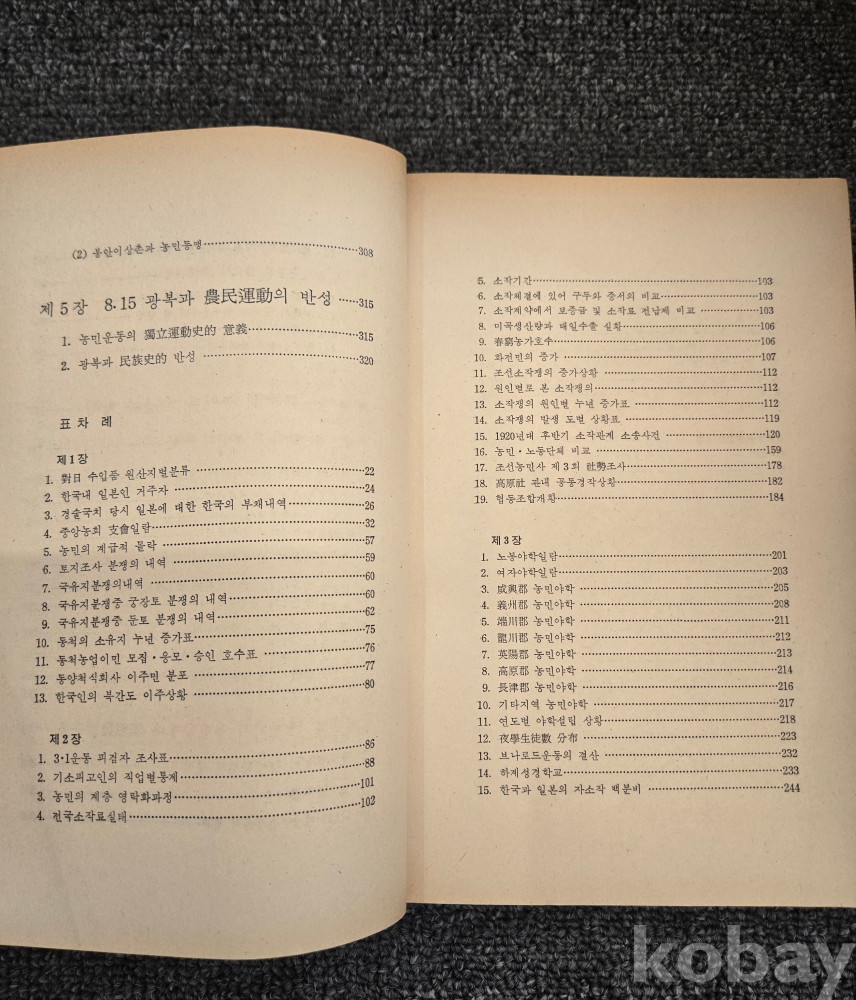 (2) 봉안이상촌과 농민동맹 308
제5장 8·15 광복과 農民運動의 반성 315
1. 농민운동의 獨立運動史的 意義 315
2. 광복과 民族史的 반성 320
표 차 례
제1장
1. 對日 수입품 원산지별분류 22
2. 한국내 일본인 거주자 24
3. 경술국치 당시 일본에 대한 한국의 부채내역 26
4. 중앙농회 支會일람 32
5. 농민의 계급적 몰락 57
6. 토지조사 분쟁의 내역 59
7. 국유지분쟁의내역 60
8. 국유지분쟁중 궁장토 분쟁의 내역 60
9. 국유지분쟁중 둔토 분쟁의 내역 62
10. 동척의 소유지 누년 증가표 75
11. 동척농업이민 모집·응모·승인 호수표 76
12. 동양척식회사 이주민 분포 77
13. 한국인의 북간도 이주상황 80
제2장
1. 3·1운동 피검자 조사표 86
2. 기소피고인의 직업별통계 88
3. 농민의 계층 영락화과정 101
4. 전국소작료실태 102
5. 소작기간 103
6. 소작체결에 있어 구두와 증서의 비교 103
7. 소작계약에서 보증금 및 소작료 전납제 비교 103
8. 미곡생산량과 대일수출 실황 106
9. 春窮농가호수 106
10. 화전민의 증가 107
11. 조선소작쟁의 증가상황 112
12. 원인별로 본 소작쟁의 112
13. 소작쟁의 원인별 누년 증가표 112
14. 소작쟁의 발생 도별 상황표 119
15. 1920년대 후반기 소작관계 소송사건 120
16. 농민·노동단체 비교 159
17. 조선농민사 제3회 社勢조사 178
18. 高原社 관내 공동경작상황 182
19. 협동조합개황 184
제3장
1. 노동야학일람 201
2. 여자야학일람 203
3. 咸興郡 농민야학 205
4. 義州郡 농민야학 208
5. 端川郡 농민야학 211
6. 龍川郡 농민야학 212
7. 英陽郡 농민야학 213
8. 高原郡 농민야학 214
9. 長津郡 농민야학 216
10. 기타지역 농민야학 217
11. 연도별 야학설립 상황 218
12. 夜學生徒數 分布 223
13. 브나로드운동의 결산 232
14. 하계성경학교 233
15. 한국과 일본의 자소작 백분비 244
kobay